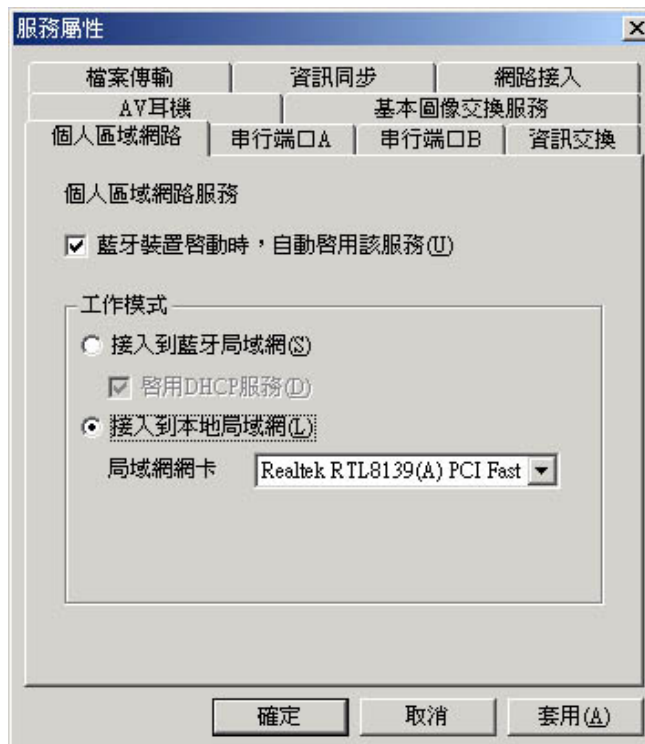 服務屬性
檔案傳輸 資訊同步 網路接入
AV耳機 基本圖像交換服務
個人區域網路 串行端口A 串行端口B 資訊交換
個人區域網路服務
藍牙裝置啓動時，自動啓用該服務(U)
工作模式
接入到藍牙局域網(S)
啓用DHCP服務(D)
接入到本地局域網(L)
局域網網卡 Realtek RTL8139(A) PCI Fast
確定 取消 套用(A)